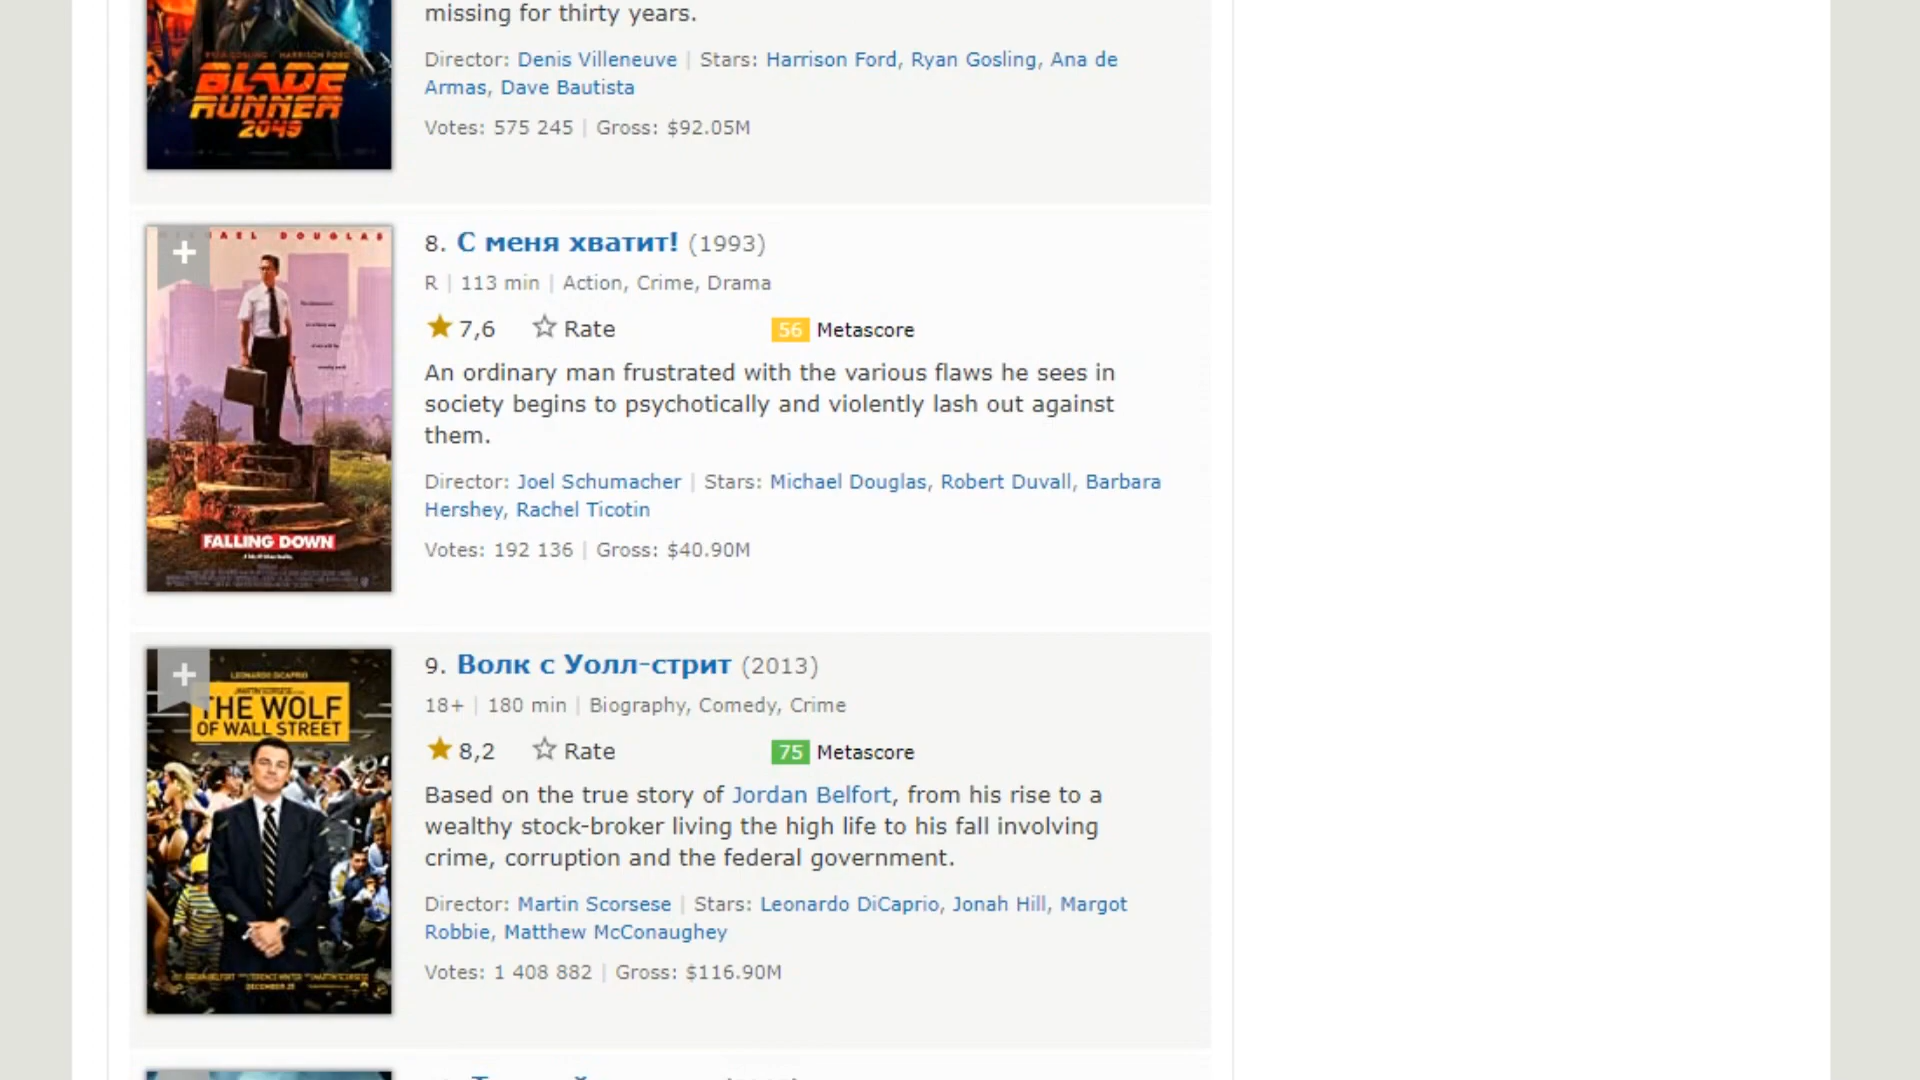 missing for thirty years.
Director: Denis Villeneuve | Stars: Harrison Ford, Ryan Gosling, Ana de
Armas, Dave Bautista
Votes: 575 245 | Gross: $92.05M
RYAN GOSLING HARRISON FORD
BLADE
RUNNER
2049
8. С меня хватит! (1993)
R | 113 min | Action, Crime, Drama
7,6 Rate 56 Metascore
An ordinary man frustrated with the various flaws he sees in
society begins to psychotically and violently lash out against
them.
Director: Joel Schumacher | Stars: Michael Douglas, Robert Duvall, Barbara
Hershey, Rachel Ticotin
Votes: 192 136 | Gross: $40.90M
DOUGLAS
FALLING DOWN
9. Волк с Уолл-стрит (2013)
18+ | 180 min | Biography, Comedy, Crime
8,2 Rate 75 Metascore
Based on the true story of Jordan Belfort, from his rise to a
wealthy stock-broker living the high life to his fall involving
crime, corruption and the federal government.
Director: Martin Scorsese | Stars: Leonardo DiCaprio, Jonah Hill, Margot
Robbie, Matthew McConaughey
Votes: 1 408 882 | Gross: $116.90M
LEONARDO DICAPRIO
THE WOLF
OF WALL STREET